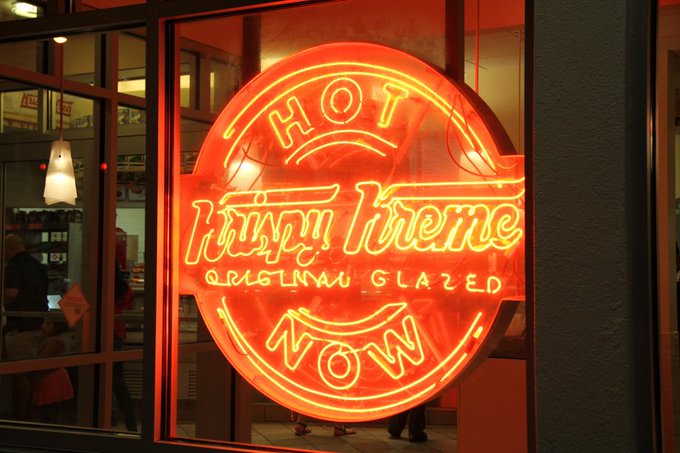 HOT
Krispy Kreme
ORIGINAL GLAZED
NOW